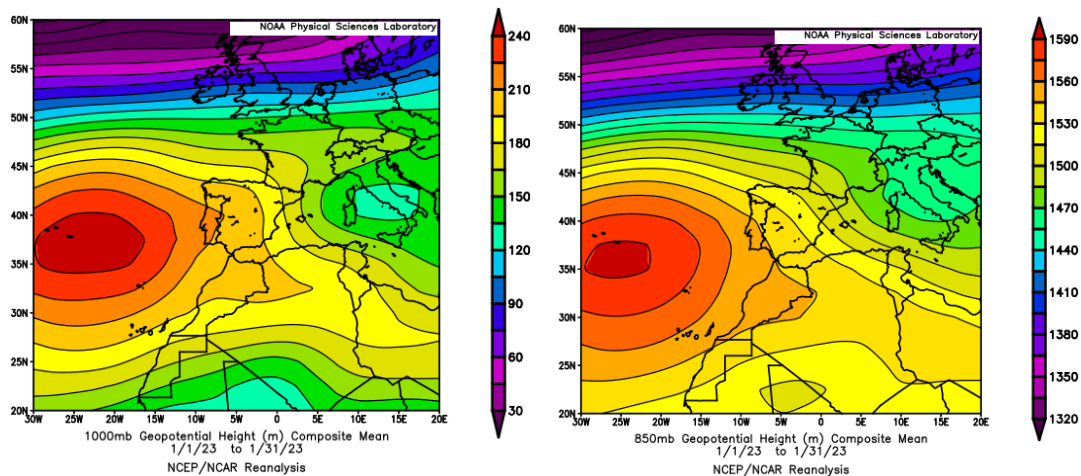 NOAA Physical Sciences Laboratory
60N
55N
50N
45N
40N
35N
30N
25N
20N
30W 25W 20W 15W 10W 5W 0 5E 10E 15E 20E
1000mb Geopotential Height (m) Composite Mean
1/1/23 to 1/31/23
NCEP/NCAR Reanalysis
240
210
180
150
120
90
60
30
NOAA Physical Sciences Laboratory
60N
55N
50N
45N
40N
35N
30N
25N
20N
30W 25W 20W 15W 10W 5W 0 5E 10E 15E 20E
850mb Geopotential Height (m) Composite Mean
1/1/23 to 1/31/23
NCEP/NCAR Reanalysis
1590
1560
1530
1500
1470
1440
1410
1380
1350
1320